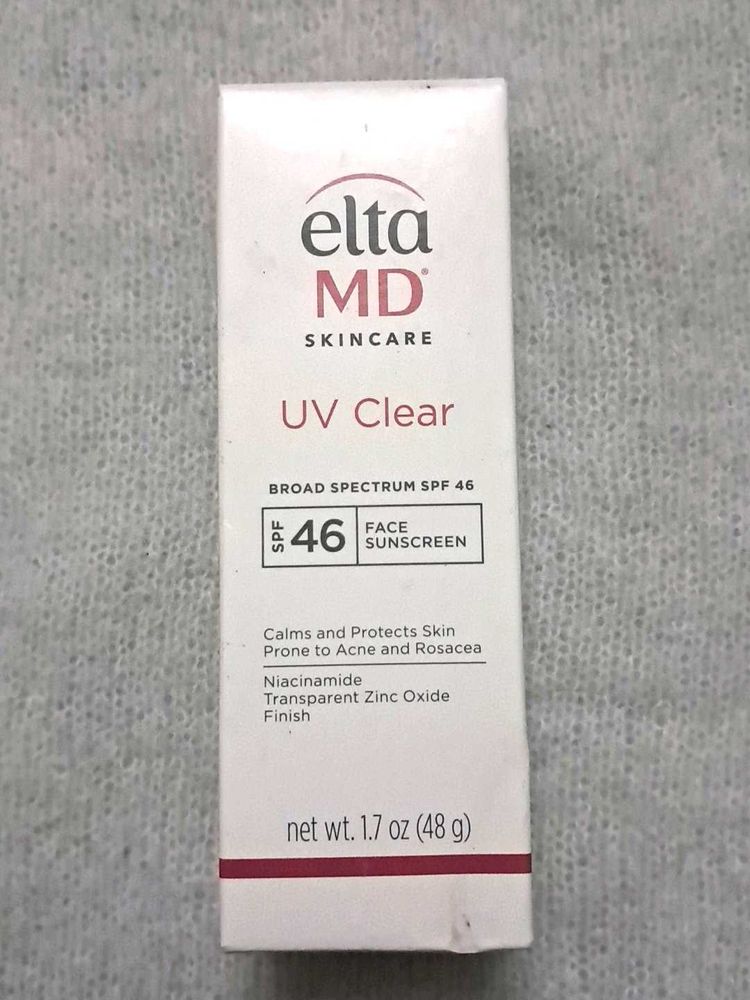 elta
MD®
SKINCARE
UV Clear
BROAD SPECTRUM SPF 46
SPF 46 FACE
SUNSCREEN
Calms and Protects Skin
Prone to Acne and Rosacea
Niacinamide
Transparent Zinc Oxide
Finish
net wt. 1.7 oz (48 g)